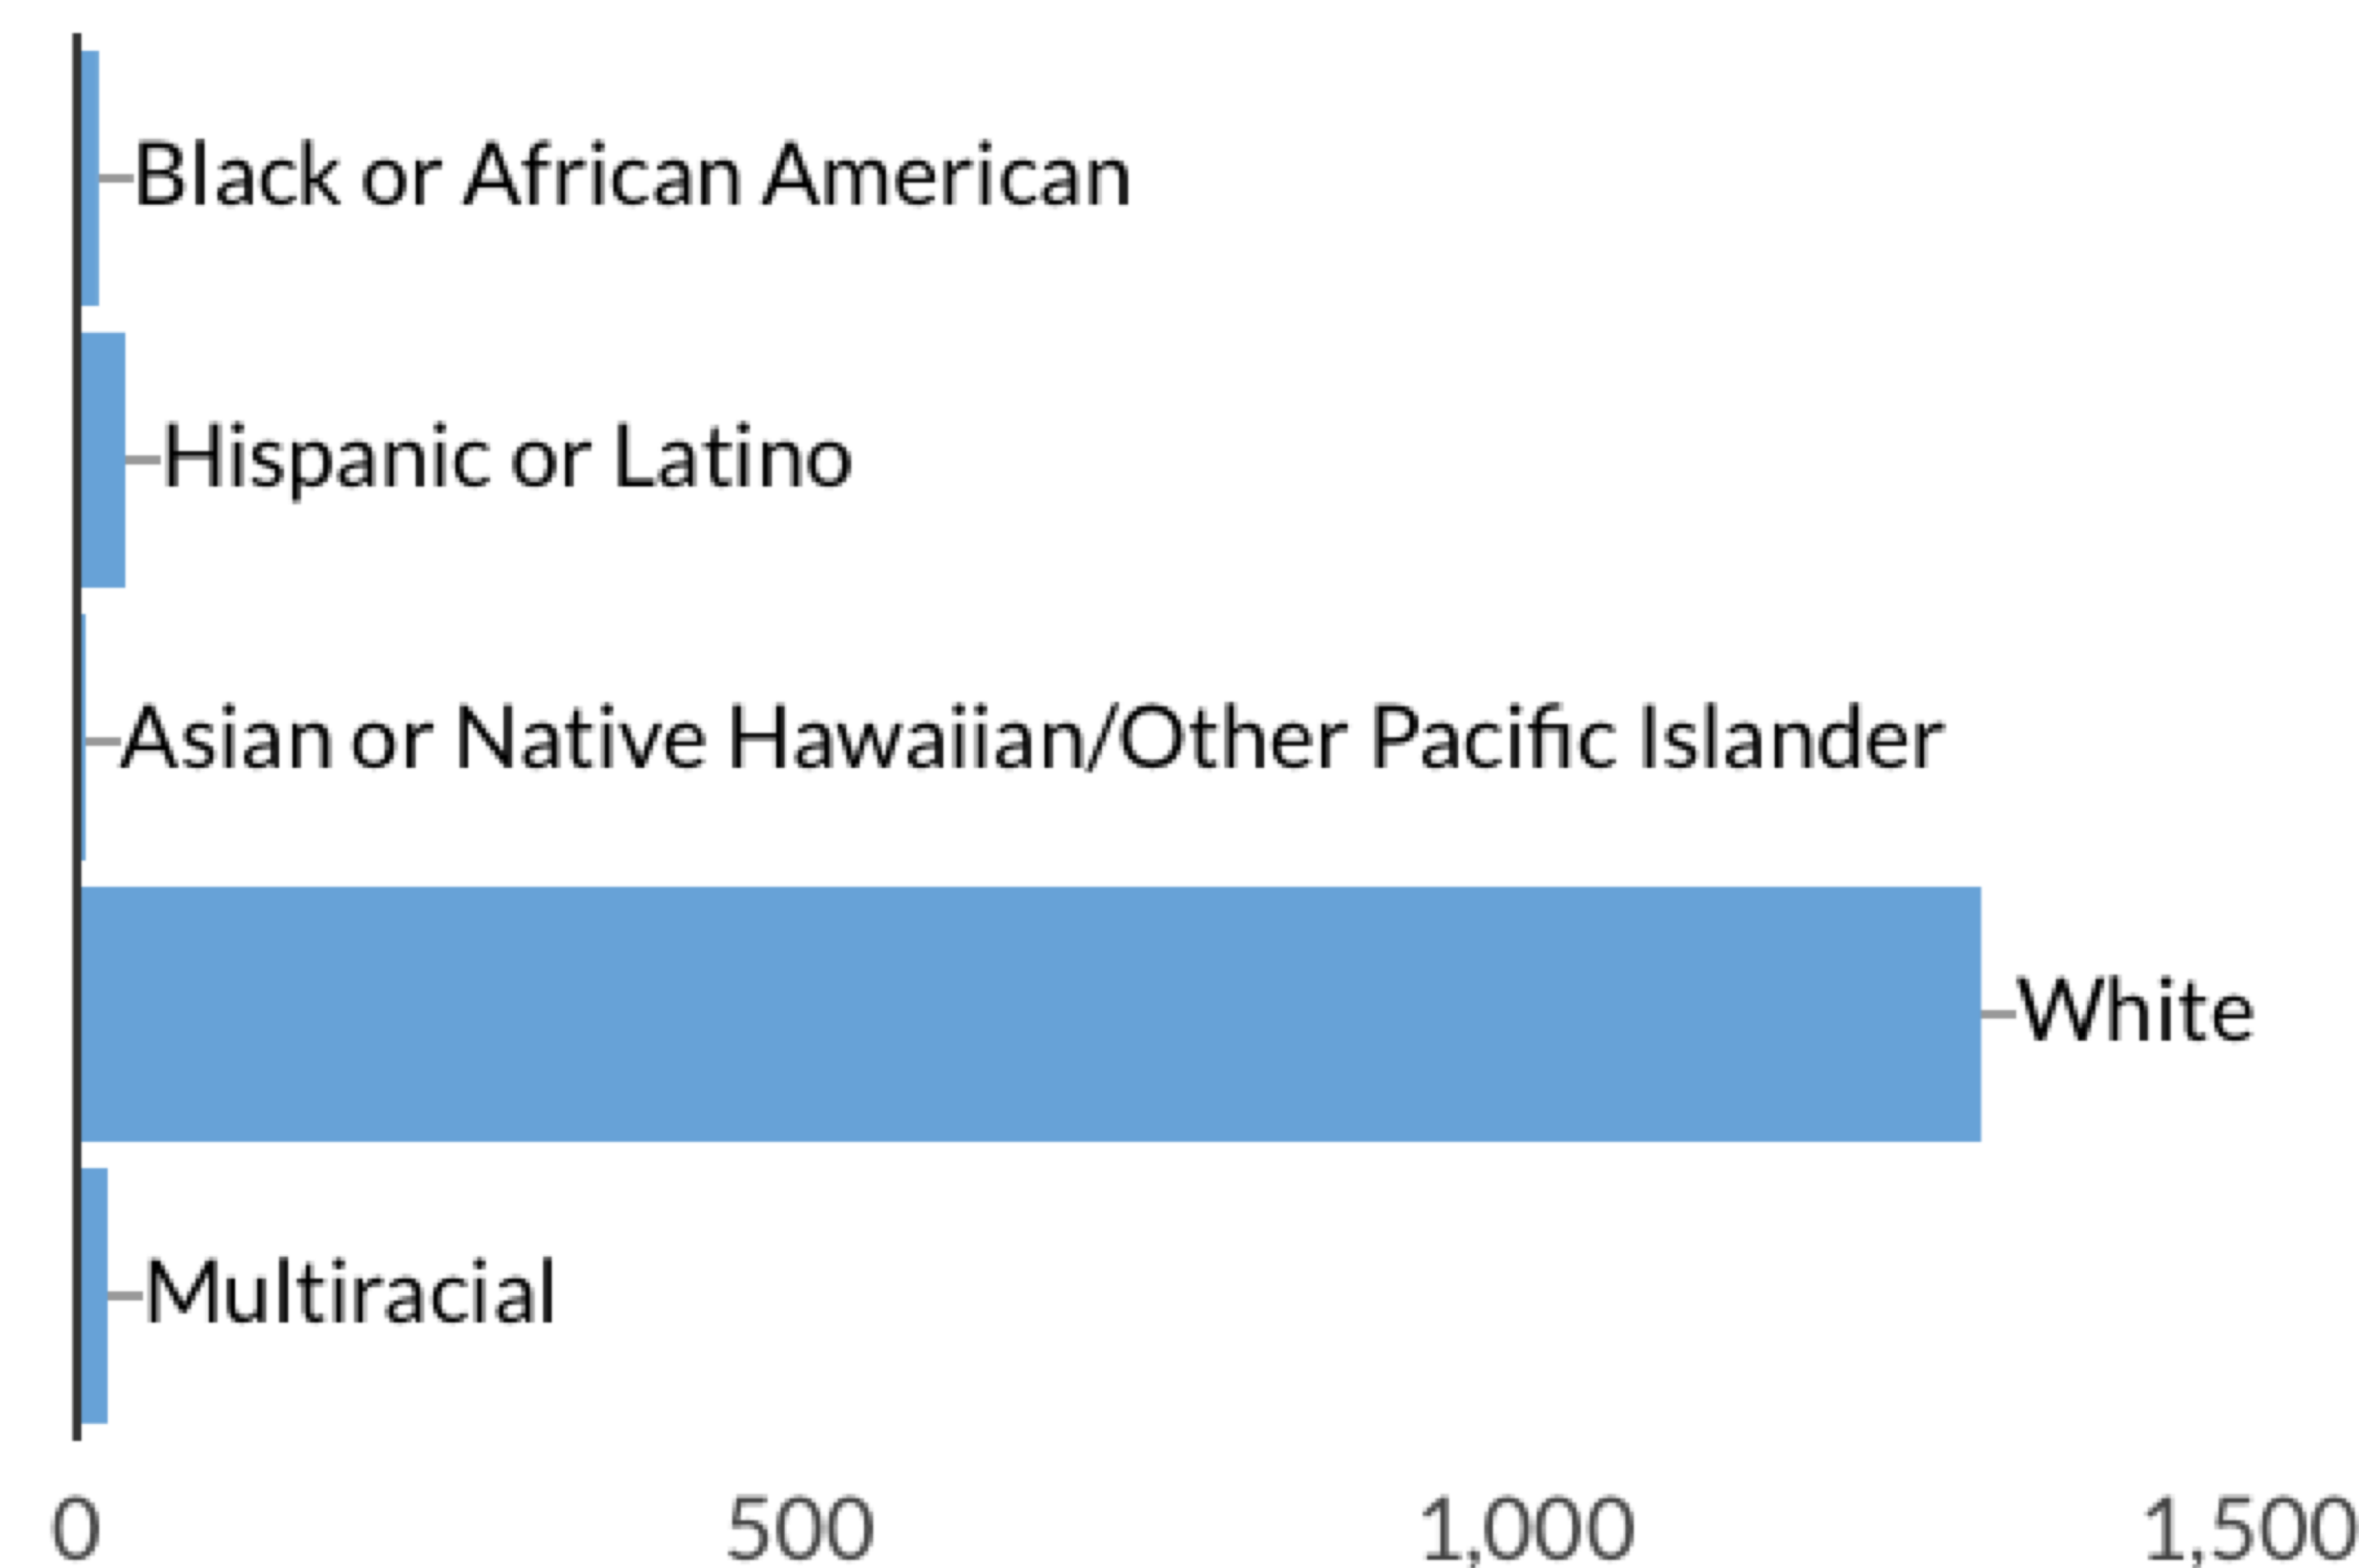 Black or African American
Hispanic or Latino
Asian or Native Hawaiian/Other Pacific Islander
White
Multiracial
0 500 1,000 1,500